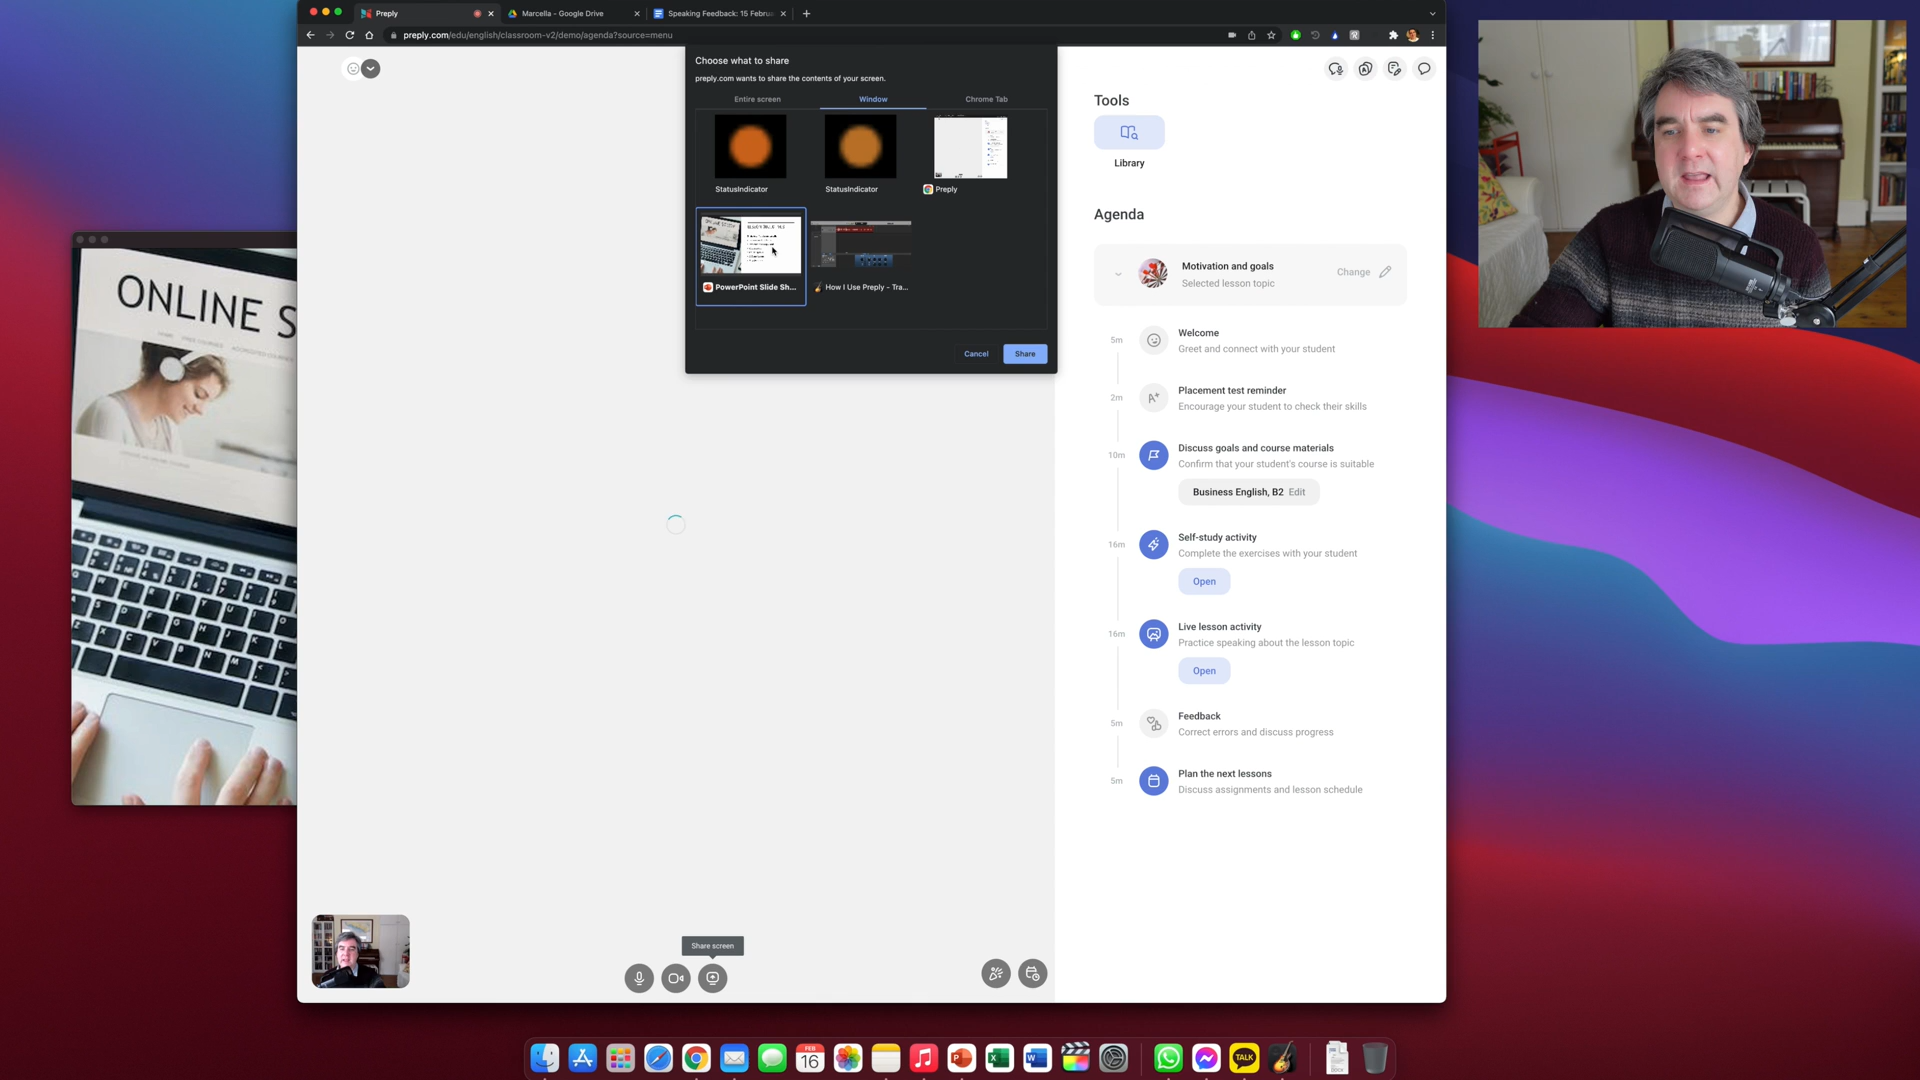 Preply
Marcella - Google Drive
Speaking Feedback: 15 Februa
preply.com/edu/english/classroom-v2/demo/agenda?source=menu
Choose what to share
preply.com wants to share the contents of your screen.
Entire screen
Window
Chrome Tab
StatusIndicator
StatusIndicator
Preply
PowerPoint Slide Sh...
How I Use Preply - Tra...
Cancel
Share
Tools
Library
Agenda
Motivation and goals
Selected lesson topic
Change
5m
Welcome
Greet and connect with your student
2m
Placement test reminder
Encourage your student to check their skills
10m
Discuss goals and course materials
Confirm that your student's course is suitable
Business English, B2 Edit
16m
Self-study activity
Complete the exercises with your student
Open
16m
Live lesson activity
Practice speaking about the lesson topic
Open
5m
Feedback
Correct errors and discuss progress
5m
Plan the next lessons
Discuss assignments and lesson schedule
ONLINE S
Share screen
FEB
16
TALK